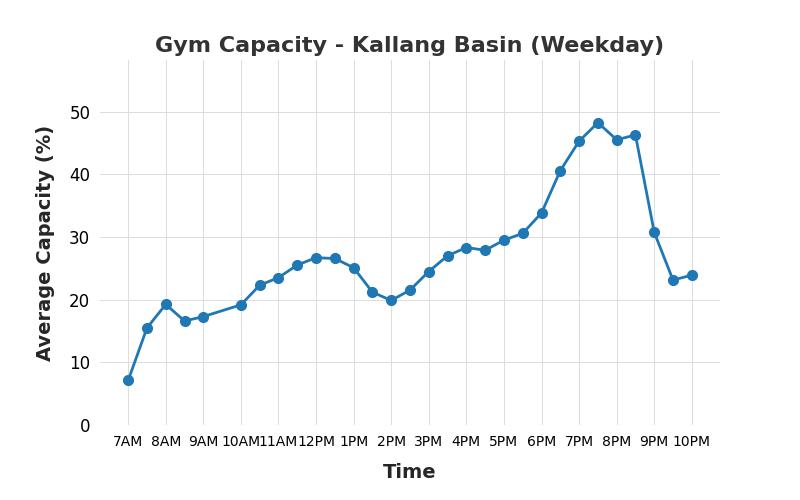 Gym Capacity - Kallang Basin (Weekday)
Average Capacity (%)
50
40
30
20
10
0
7AM 8AM 9AM 10AM 11AM 12PM 1PM 2PM 3PM 4PM 5PM 6PM 7PM 8PM 9PM 10PM
Time